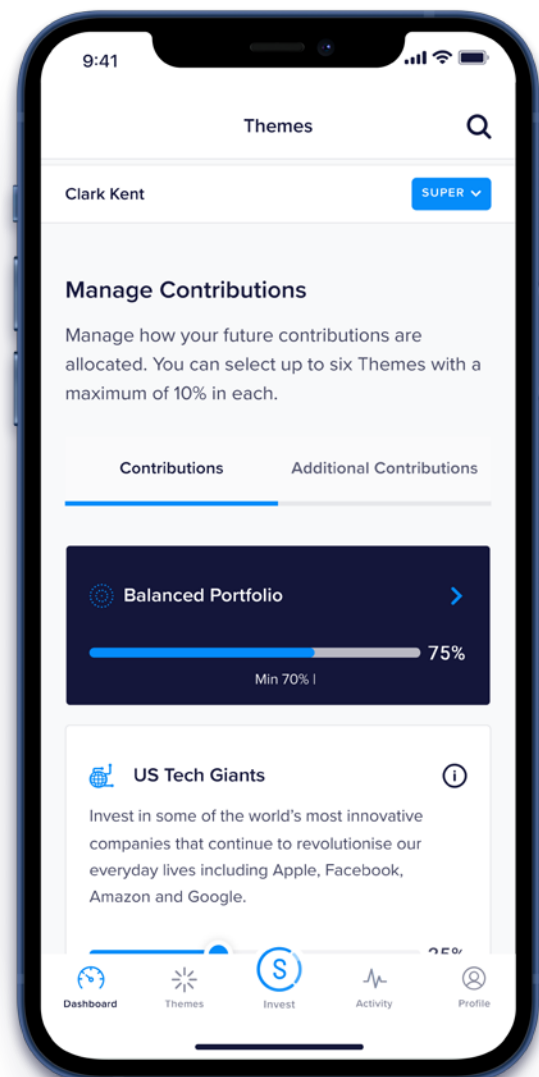 9:41
Themes
Clark Kent
SUPER
Manage Contributions
Manage how your future contributions are
allocated. You can select up to six Themes with a
maximum of 10% in each.
Contributions Additional Contributions
Balanced Portfolio
75%
Min 70% |
US Tech Giants
Invest in some of the world's most innovative
companies that continue to revolutionise our
everyday lives including Apple, Facebook,
Amazon and Google.
25%
S
Dashboard Themes Invest Activity Profile